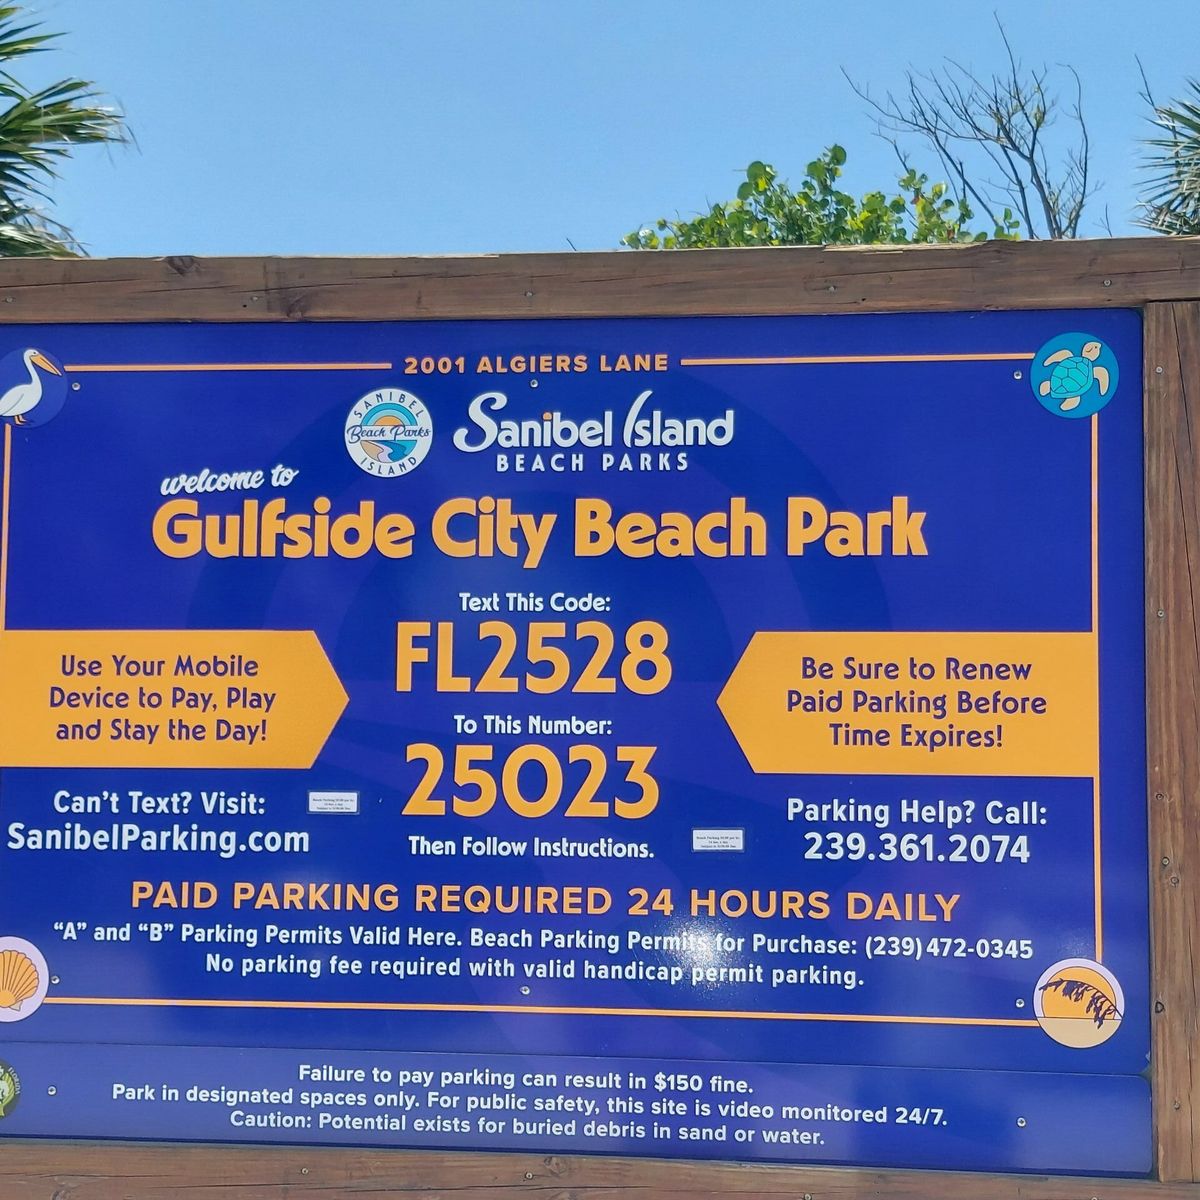 2001 ALGIERS LANE
SANIBEL
Beach Parks
ISLAND
Sanibel Island
BEACH PARKS
welcome to
Gulfside City Beach Park
Text This Code:
FL2528
To This Number:
25023
Then Follow Instructions.
Use Your Mobile
Device to Pay, Play
and Stay the Day!
Be Sure to Renew
Paid Parking Before
Time Expires!
Can't Text? Visit:
SanibelParking.com
Parking Help? Call:
239.361.2074
PAID PARKING REQUIRED 24 HOURS DAILY
“A” and “B” Parking Permits Valid Here. Beach Parking Permits for Purchase: (239) 472-0345
No parking fee required with valid handicap permit parking.
Failure to pay parking can result in $150 fine.
Park in designated spaces only. For public safety, this site is video monitored 24/7.
Caution: Potential exists for buried debris in sand or water.